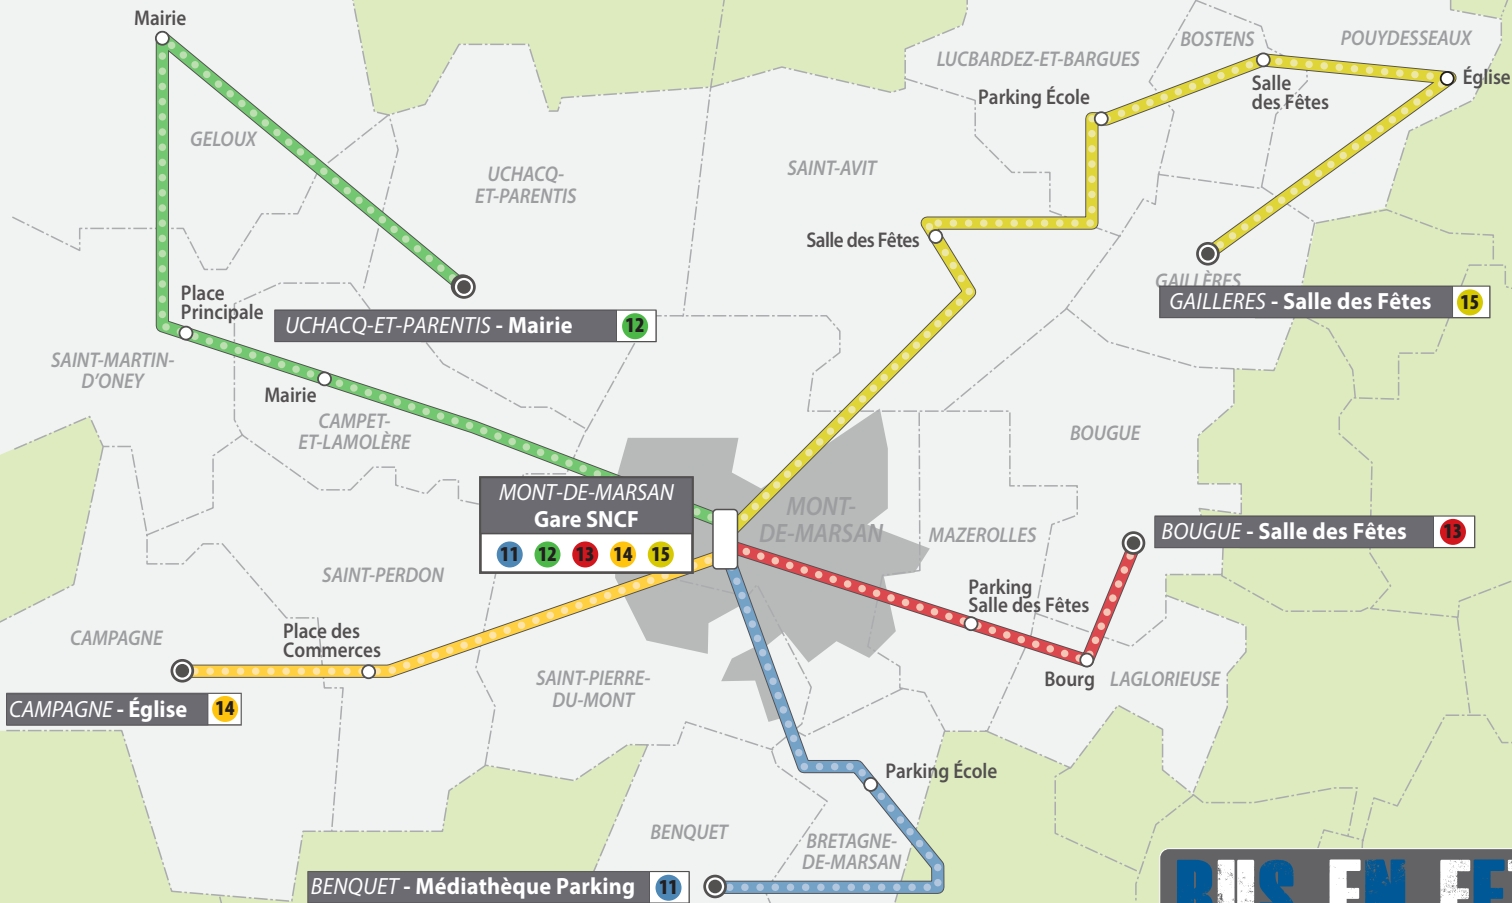 Mairie
BOSTENS
POUYDESSEAUX
LUCBARDEZ-ET-BARGUES
Salle
des Fêtes
Église
Parking École
GELOUX
UCHACQ-
ET-PARENTIS
SAINT-AVIT
Salle des Fêtes
GAILLÈRES
GAILLERES - Salle des Fêtes 15
Place
Principale
UCHACQ-ET-PARENTIS - Mairie 12
SAINT-MARTIN-
D'ONEY
Mairie
CAMPET-
ET-LAMOLÈRE
BOUGUE
MONT-DE-MARSAN
Gare SNCF
11 12 13 14 15
MONT-
DE-MARSAN
MAZEROLLES
BOUGUE - Salle des Fêtes 13
SAINT-PERDON
Parking
Salle des Fêtes
CAMPAGNE
Place des
Commerces
SAINT-PIERRE-
DU-MONT
Bourg
LAGLORIEUSE
CAMPAGNE - Église 14
Parking École
BENQUET
BRETAGNE-
DE-MARSAN
BENQUET - Médiathèque Parking 11
BUS EN